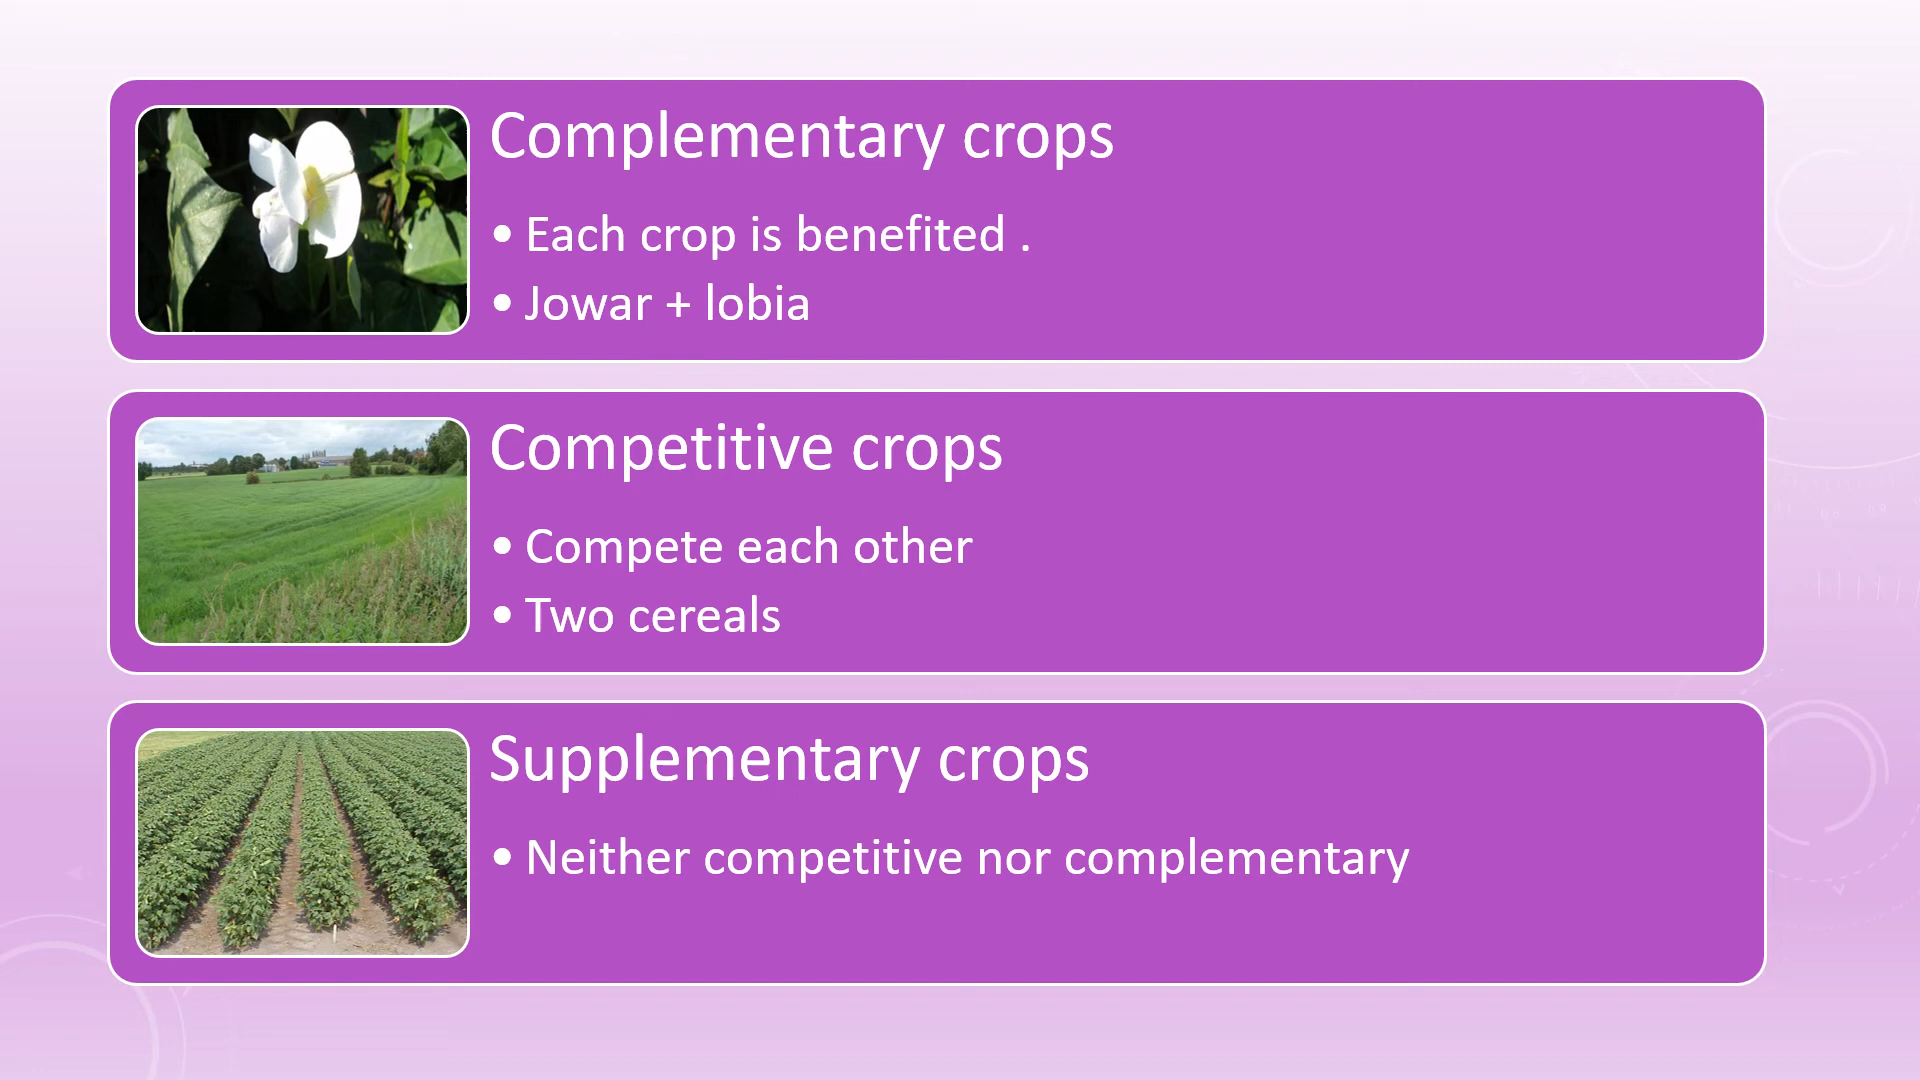 Complementary crops
• Each crop is benefited .
• Jowar + lobia
Competitive crops
• Compete each other
• Two cereals
Supplementary crops
• Neither competitive nor complementary